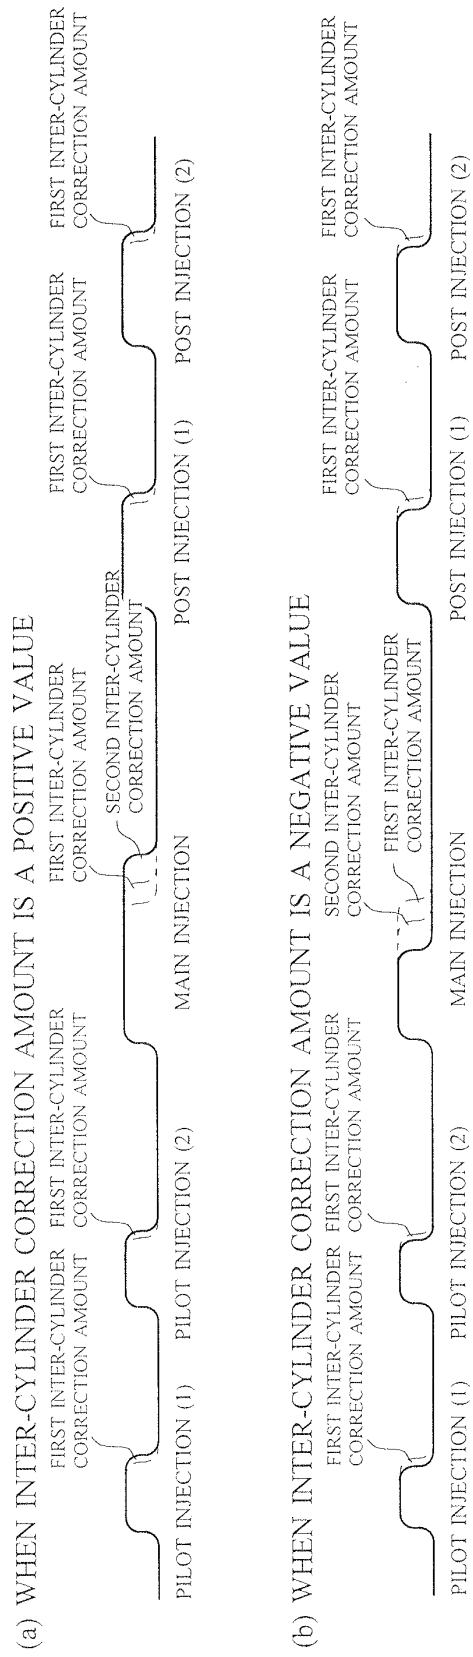 (a) WHEN INTER-CYLINDER CORRECTION AMOUNT IS A POSITIVE VALUE
FIRST INTER-CYLINDER
CORRECTION AMOUNT
FIRST INTER-CYLINDER
CORRECTION AMOUNT
FIRST INTER-CYLINDER
CORRECTION AMOUNT
SECOND INTER-CYLINDER
CORRECTION AMOUNT
FIRST INTER-CYLINDER
CORRECTION AMOUNT
FIRST INTER-CYLINDER
CORRECTION AMOUNT
PILOT INJECTION (1)
PILOT INJECTION (2)
MAIN INJECTION
POST INJECTION (1)
POST INJECTION (2)
(b) WHEN INTER-CYLINDER CORRECTION AMOUNT IS A NEGATIVE VALUE
FIRST INTER-CYLINDER
CORRECTION AMOUNT
FIRST INTER-CYLINDER
CORRECTION AMOUNT
SECOND INTER-CYLINDER
CORRECTION AMOUNT
FIRST INTER-CYLINDER
CORRECTION AMOUNT
FIRST INTER-CYLINDER
CORRECTION AMOUNT
FIRST INTER-CYLINDER
CORRECTION AMOUNT
PILOT INJECTION (1)
PILOT INJECTION (2)
MAIN INJECTION
POST INJECTION (1)
POST INJECTION (2)